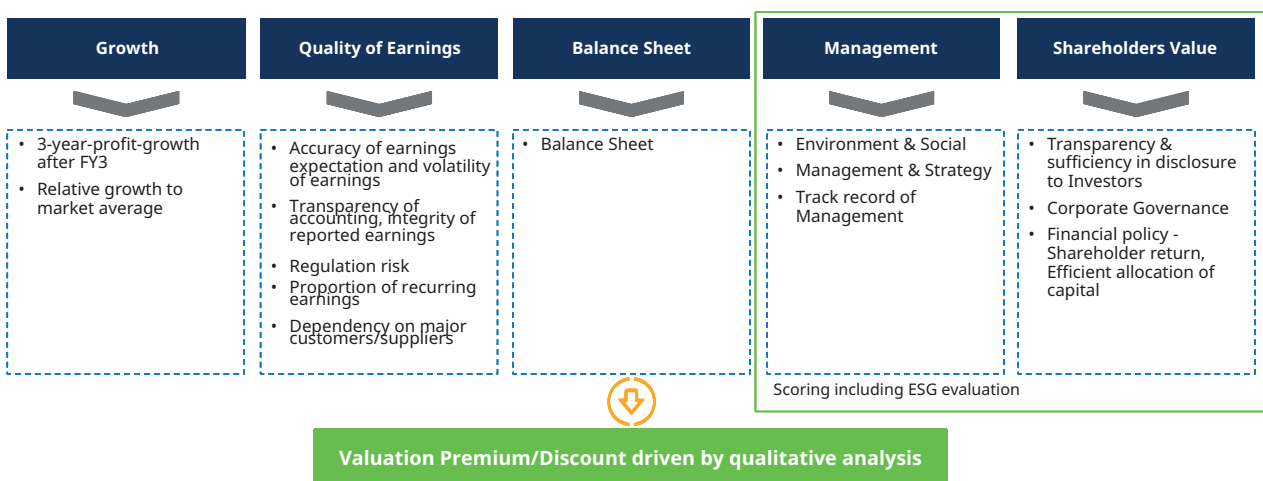 Growth
Quality of Earnings
Balance Sheet
Management
Shareholders Value
• 3-year-profit-growth
after FY3
• Relative growth to
market average
• Accuracy of earnings
expectation and volatility
of earnings
• Transparency of
accounting, integrity of
reported earnings
• Regulation risk
• Proportion of recurring
earnings
• Dependency on major
customers/suppliers
• Balance Sheet
• Environment & Social
• Management & Strategy
• Track record of
Management
• Transparency &
sufficiency in disclosure
to Investors
• Corporate Governance
• Financial policy -
Shareholder return,
Efficient allocation of
capital
Scoring including ESG evaluation
Valuation Premium/Discount driven by qualitative analysis